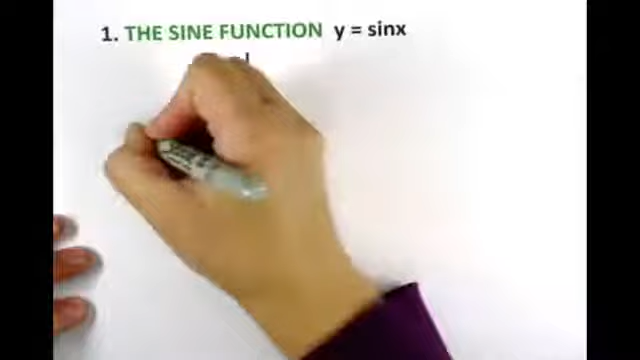 1. THE SINE FUNCTION y = sinx